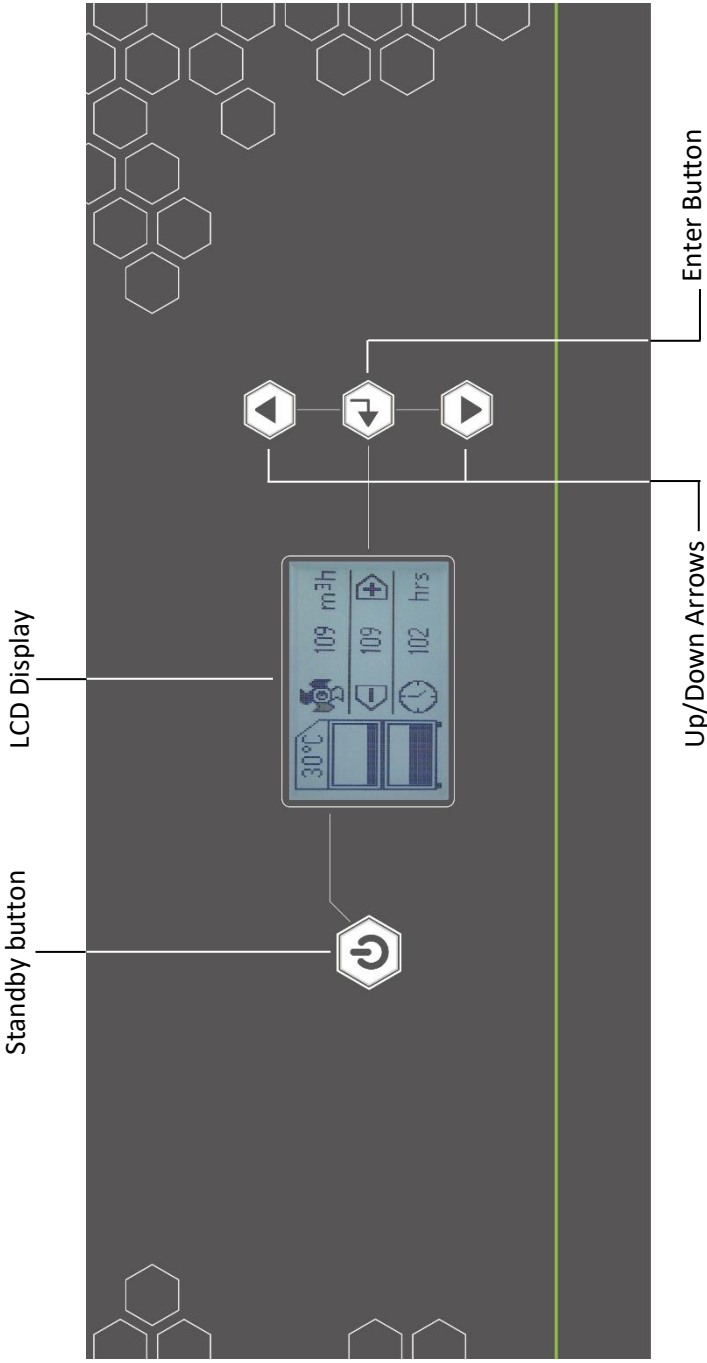 Standby button
LCD Display
Up/Down Arrows
Enter Button
30°C
109 m³h
109
102 hrs